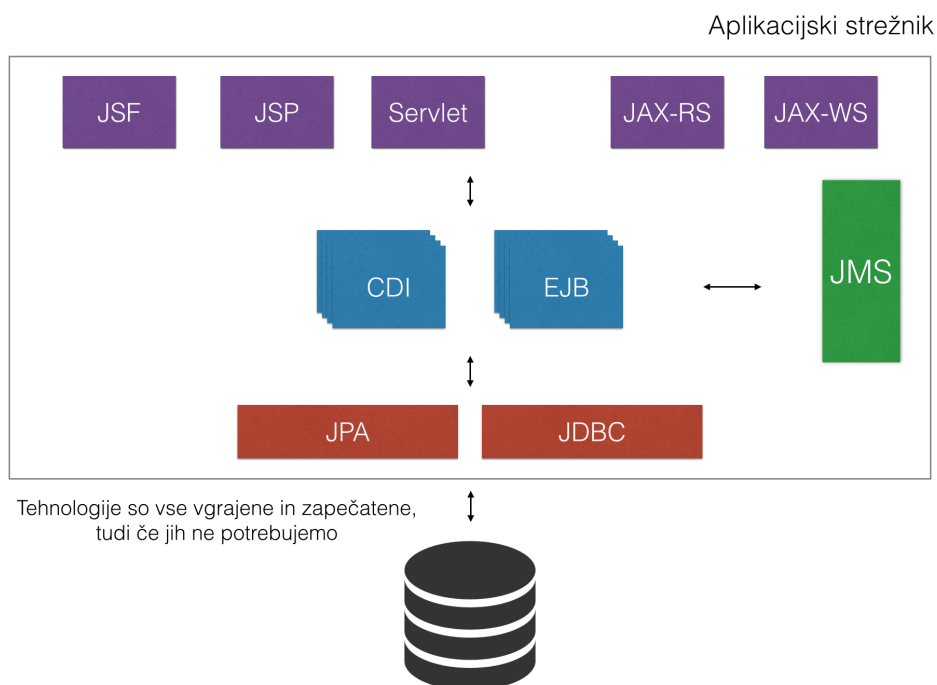 Aplikacijski strežnik
JSF
JSP
Servlet
JAX-RS
JAX-WS
CDI
EJB
JMS
JPA
JDBC
Tehnologije so vse vgrajene in zapečatene,
tudi če jih ne potrebujemo